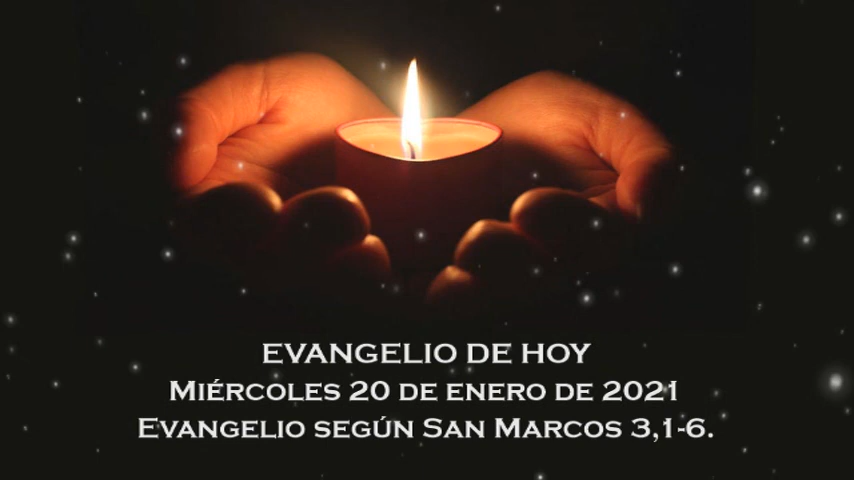 EVANGELIO DE HOY
MIÉRCOLES 20 DE ENERO DE 2021
EVANGELIO SEGÚN SAN MARCOS 3,1-6.